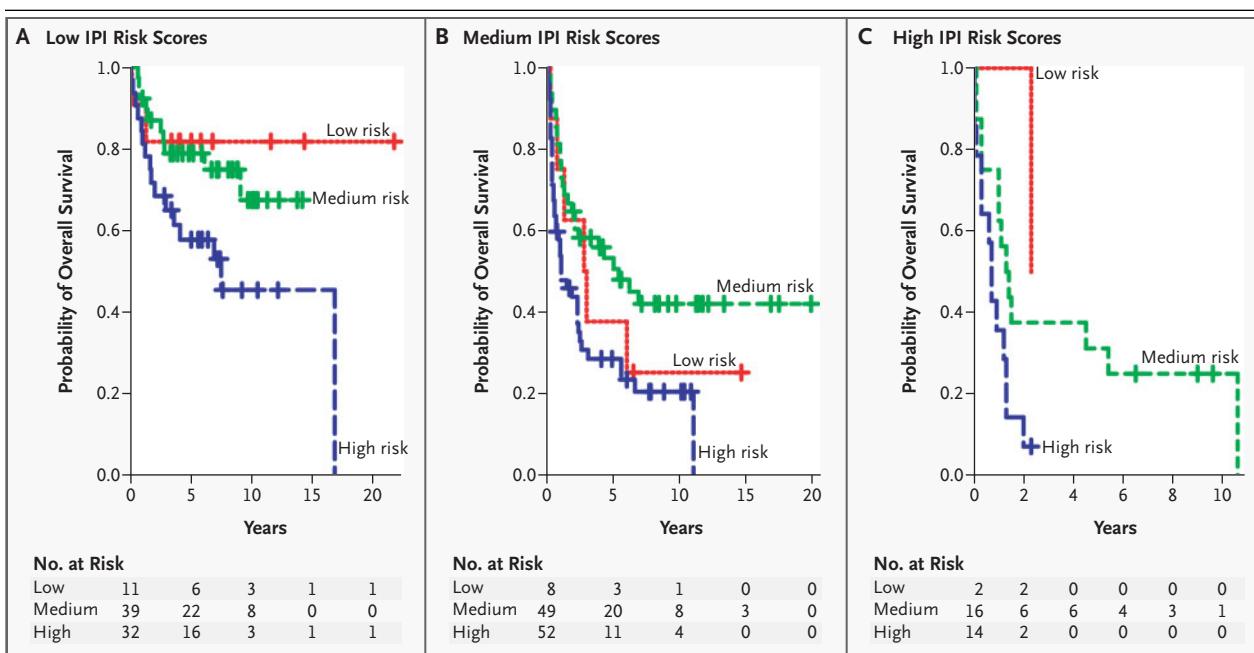 A Low IPI Risk Scores
1.0
0.8
0.6
0.4
0.2
0.0
Probability of Overall Survival
Low risk
Medium risk
High risk
0 5 10 15 20
Years
No. at Risk
Low 11 6 3 1 1
Medium 39 22 8 0 0
High 32 16 3 1 1
B Medium IPI Risk Scores
1.0
0.8
0.6
0.4
0.2
0.0
Probability of Overall Survival
Medium risk
Low risk
High risk
0 5 10 15 20
Years
No. at Risk
Low 8 3 1 0 0
Medium 49 20 8 3 0
High 52 11 4 0 0
C High IPI Risk Scores
1.0
0.8
0.6
0.4
0.2
0.0
Probability of Overall Survival
Low risk
Medium risk
High risk
0 2 4 6 8 10
Years
No. at Risk
Low 2 2 0 0 0 0
Medium 16 6 6 4 3 1
High 14 2 0 0 0 0